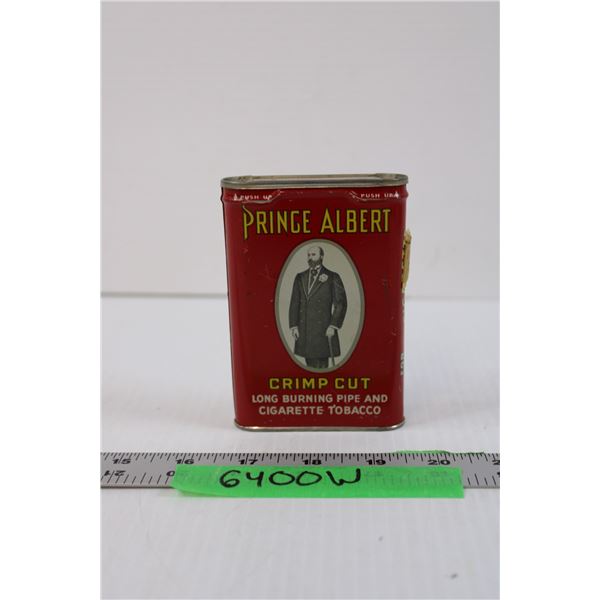 PUSH UP PUSH UP
PRINCE ALBERT
CRIMP CUT
LONG BURNING PIPE AND
CIGARETTE TOBACCO
15 16 17 18 19 20
6400W